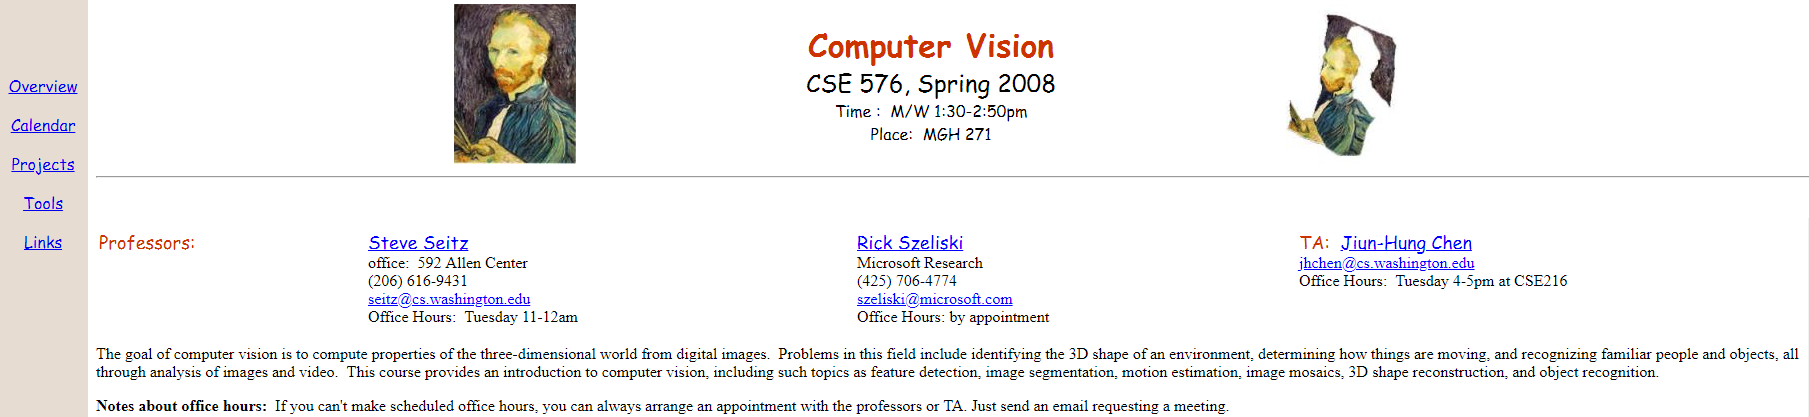 Overview
Calendar
Projects
Tools
Links
Computer Vision
CSE 576, Spring 2008
Time :  M/W 1:30-2:50pm
Place:  MGH 271
Professors:
Steve Seitz
office:  592 Allen Center
(206) 616-9431
seitz@cs.washington.edu
Office Hours:  Tuesday 11-12am
Rick Szeliski
Microsoft Research
(425) 706-4774
szeliski@microsoft.com
Office Hours: by appointment
TA:  Jiun-Hung Chen
jhchen@cs.washington.edu
Office Hours:  Tuesday 4-5pm at CSE216
The goal of computer vision is to compute properties of the three-dimensional world from digital images.  Problems in this field include identifying the 3D shape of an environment, determining how things are moving, and recognizing familiar people and objects, all
through analysis of images and video.  This course provides an introduction to computer vision, including such topics as feature detection, image segmentation, motion estimation, image mosaics, 3D shape reconstruction, and object recognition.
Notes about office hours:  If you can't make scheduled office hours, you can always arrange an appointment with the professors or TA. Just send an email requesting a meeting.